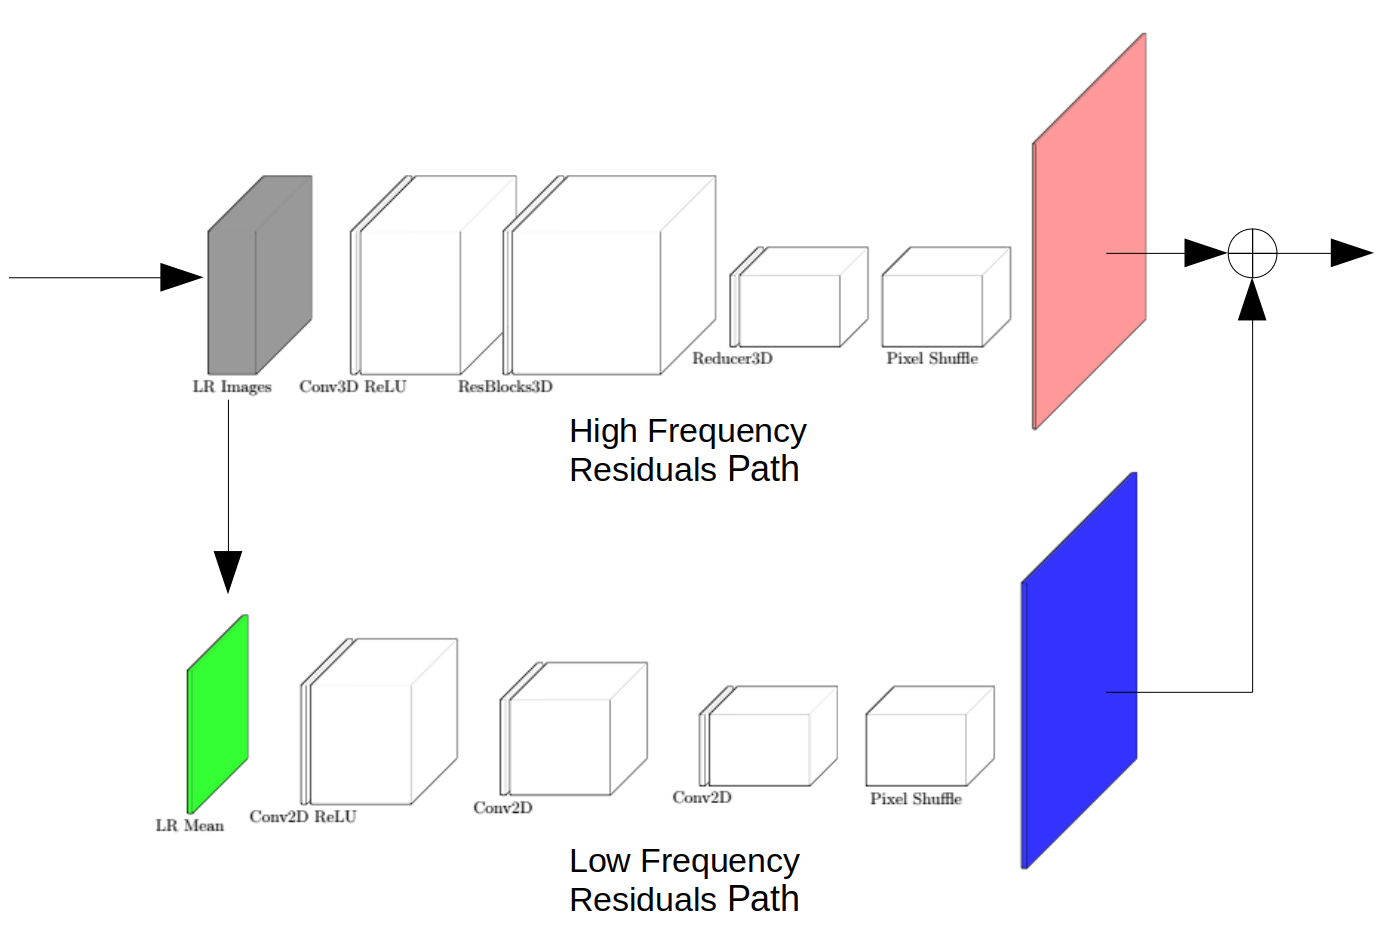 LR Images
Conv3D ReLU
ResBlocks3D
Reducer3D
Pixel Shuffle
High Frequency
Residuals Path
LR Mean
Conv2D ReLU
Conv2D
Conv2D
Pixel Shuffle
Low Frequency
Residuals Path